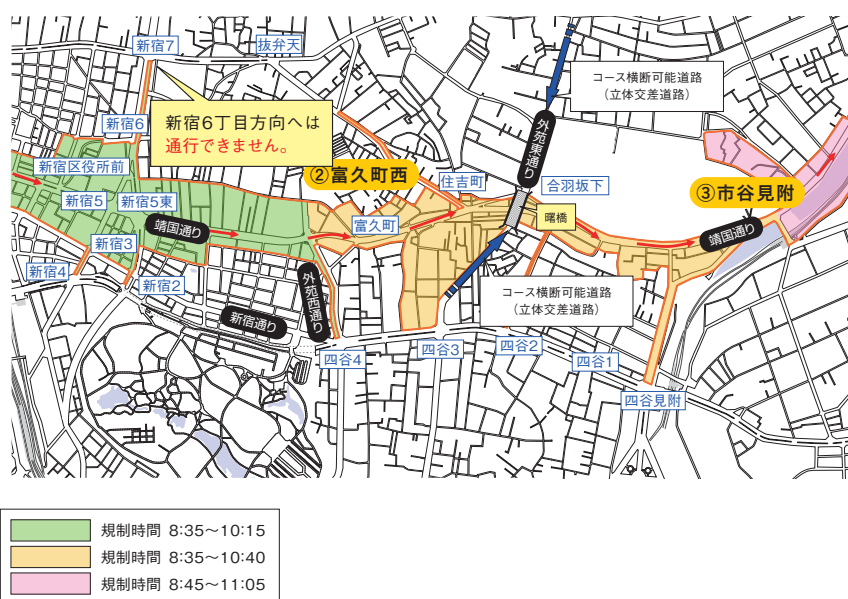 新宿7
抜弁天
コース横断可能道路
(立体交差道路)
新宿6
新宿6丁目方向へは
通行できません。
外苑東通り
新宿区役所前
②富久町西
住吉町
合羽坂下
③市谷見附
新宿5
新宿5東
富久町
曙橋
靖国通り
靖国通り
新宿3
新宿4
新宿2
外苑西通り
コース横断可能道路
(立体交差道路)
新宿通り
四谷4
四谷3
四谷2
四谷1
四谷見附
規制時間 8:35〜10:15
規制時間 8:35〜10:40
規制時間 8:45〜11:05